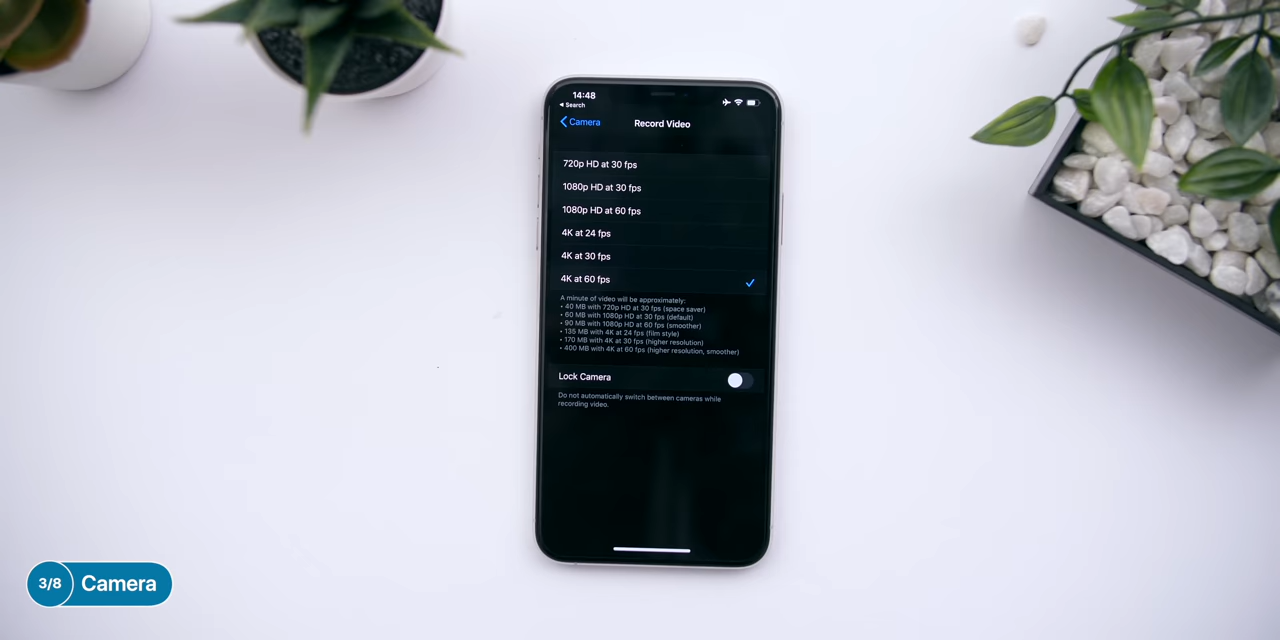 14:48
◀ Search
Camera
Record Video
720p HD at 30 fps
1080p HD at 30 fps
1080p HD at 60 fps
4K at 24 fps
4K at 30 fps
4K at 60 fps
A minute of video will be approximately:
• 40 MB with 720p HD at 30 fps (space saver)
• 60 MB with 1080p HD at 30 fps (default)
• 90 MB with 1080p HD at 60 fps (smoother)
• 135 MB with 4K at 24 fps (film style)
• 170 MB with 4K at 30 fps (higher resolution)
• 400 MB with 4K at 60 fps (higher resolution, smoother)
Lock Camera
Do not automatically switch between cameras while
recording video.
3/8 Camera